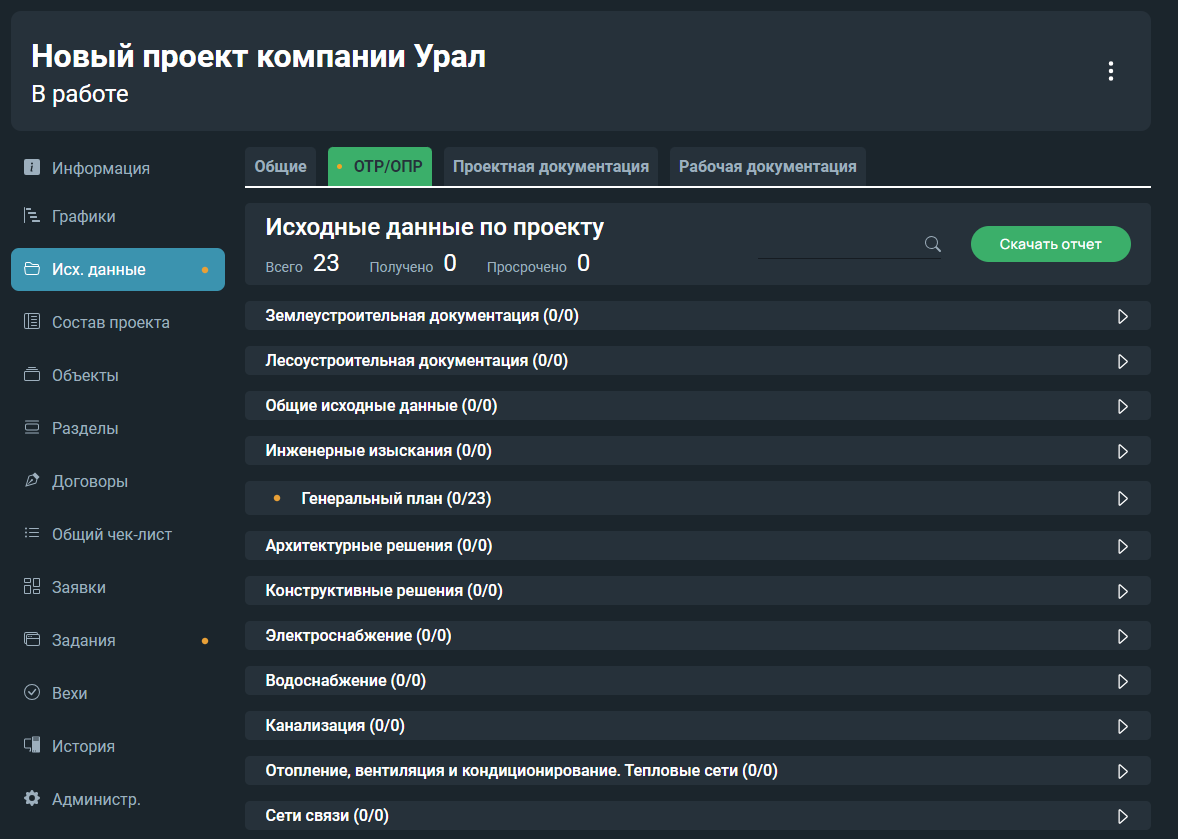 Новый проект компании Урал
В работе
Информация
Графики
Исх. данные
Состав проекта
Объекты
Разделы
Договоры
Общий чек-лист
Заявки
Задания
Вехи
История
Администр.
Общие ОТР/ОПР Проектная документация Рабочая документация
Исходные данные по проекту
Всего 23 Получено 0 Просрочено 0
Скачать отчет
Землеустроительная документация (0/0)
Лесоустроительная документация (0/0)
Общие исходные данные (0/0)
Инженерные изыскания (0/0)
Генеральный план (0/23)
Архитектурные решения (0/0)
Конструктивные решения (0/0)
Электроснабжение (0/0)
Водоснабжение (0/0)
Канализация (0/0)
Отопление, вентиляция и кондиционирование. Тепловые сети (0/0)
Сети связи (0/0)